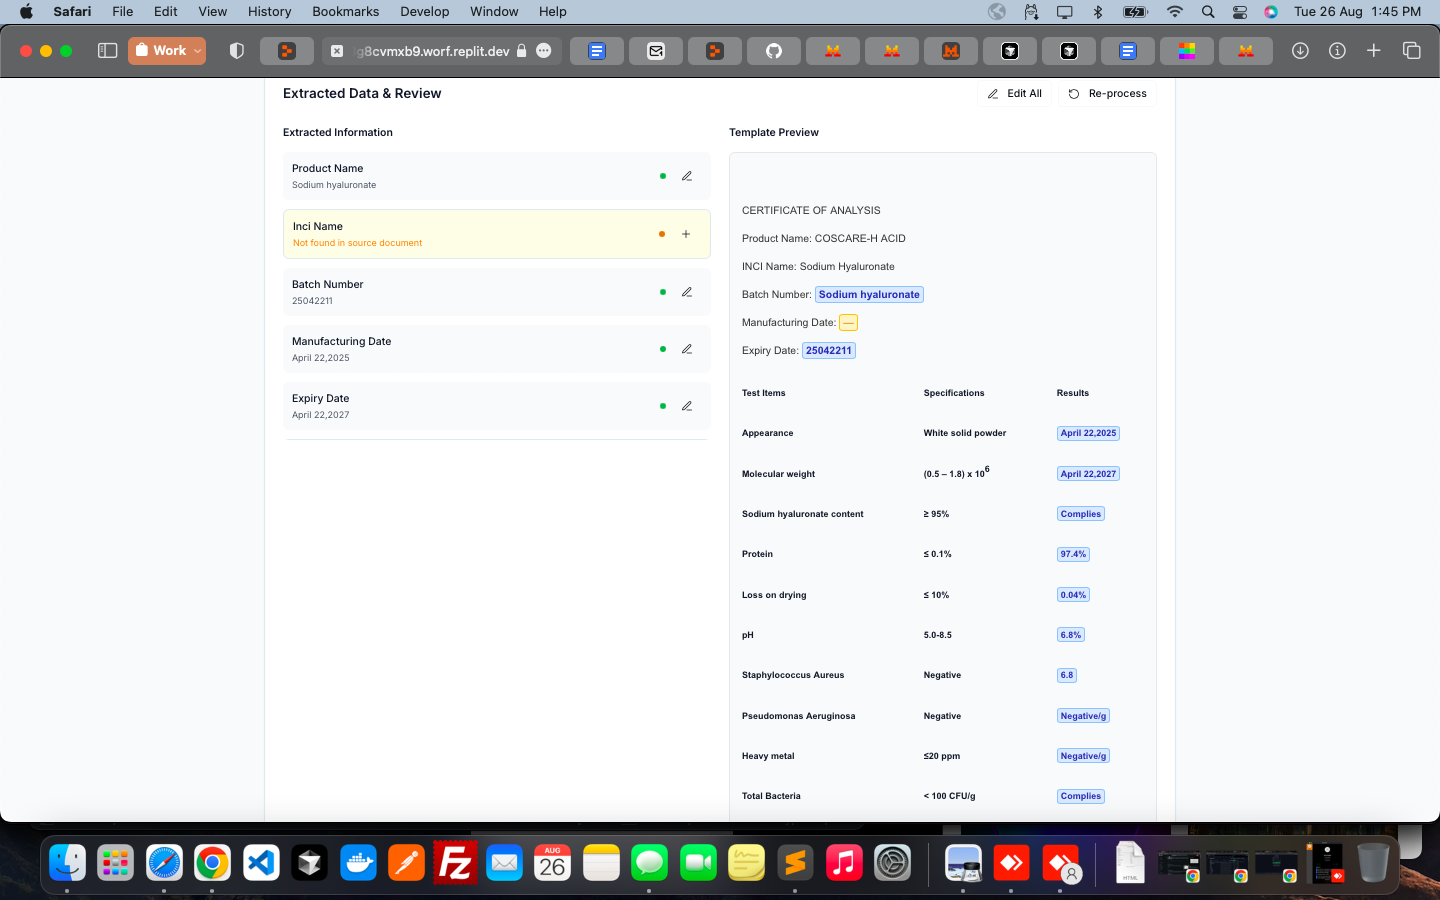 Safari File Edit View History Bookmarks Develop Window Help Tue 26 Aug 1:45 PM
Work g8cvmxb9.worf.replit.dev
Extracted Data & Review
Edit All
Re-process
Extracted Information
Product Name
Sodium hyaluronate
Inci Name
Not found in source document
Batch Number
25042211
Manufacturing Date
April 22,2025
Expiry Date
April 22,2027
Template Preview
CERTIFICATE OF ANALYSIS
Product Name: COSCARE-H ACID
INCI Name: Sodium Hyaluronate
Batch Number: Sodium hyaluronate
Manufacturing Date: —
Expiry Date: 25042211
Test Items Specifications Results
Appearance White solid powder April 22,2025
Molecular weight (0.5 – 1.8) x 10⁶ April 22,2027
Sodium hyaluronate content ≥ 95% Complies
Protein ≤ 0.1% 97.4%
Loss on drying ≤ 10% 0.04%
pH 5.0-8.5 6.8%
Staphylococcus Aureus Negative 6.8
Pseudomonas Aeruginosa Negative Negative/g
Heavy metal ≤20 ppm Negative/g
Total Bacteria < 100 CFU/g Complies
Fz
AUG
26
HTML